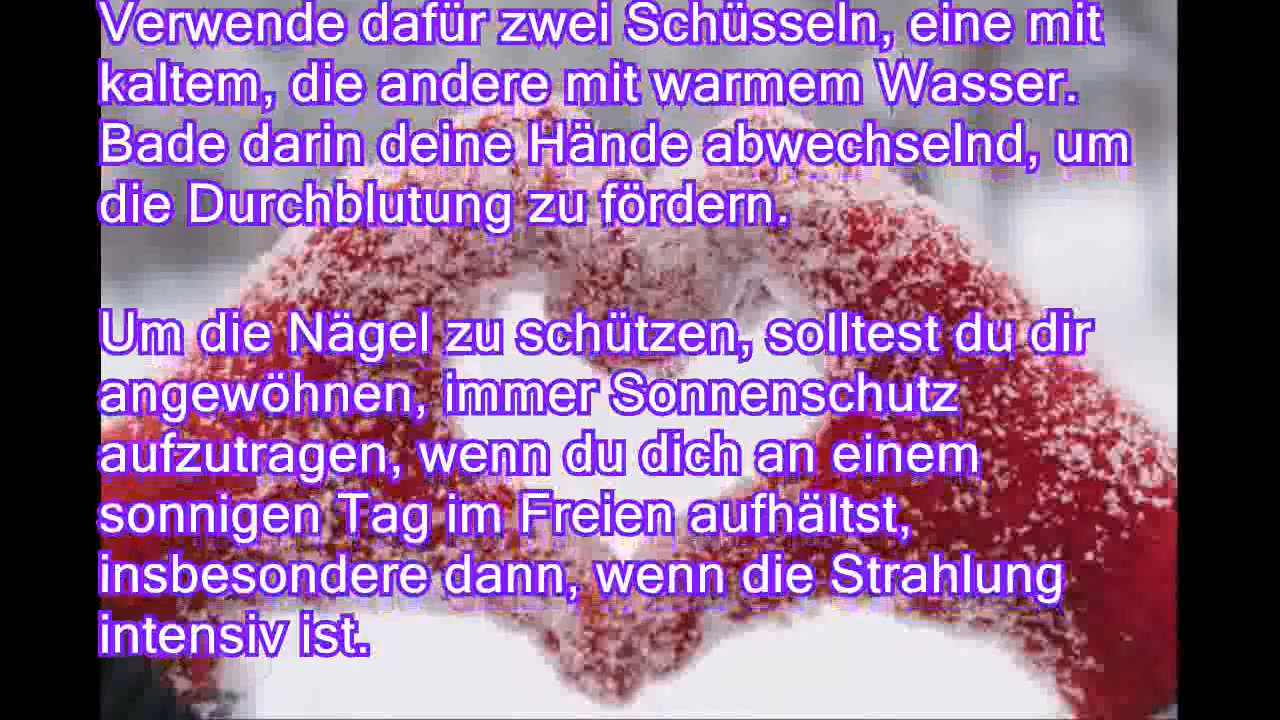 Verwende dafür zwei Schüsseln, eine mit
kaltem, die andere mit warmem Wasser.
Bade darin deine Hände abwechselnd, um
die Durchblutung zu fördern.
Um die Nägel zu schützen, solltest du dir
angewöhnen, immer Sonnenschutz
aufzutragen, wenn du dich an einem
sonnigen Tag im Freien aufhältst,
insbesondere dann, wenn die Strahlung
intensiv ist.